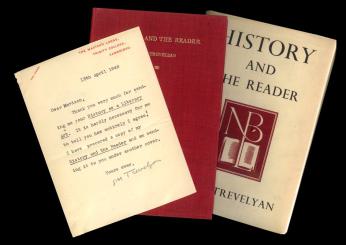 THE MASTER'S LODGE,
TRINITY COLLEGE,
CAMBRIDGE.
13th April 1946
Dear Marison,
Thank you very much for send-
ing me your History as a literary
art. It is hardly necessary for me
to tell you how entirely I agree.
I have procured a copy of my
History and the Reader and am send-
ing it to you under another cover.
Yours ever,
GM Trevelyan
AND THE READER
TREVELYAN
HISTORY
AND
THE READER
NB
TREVELYAN